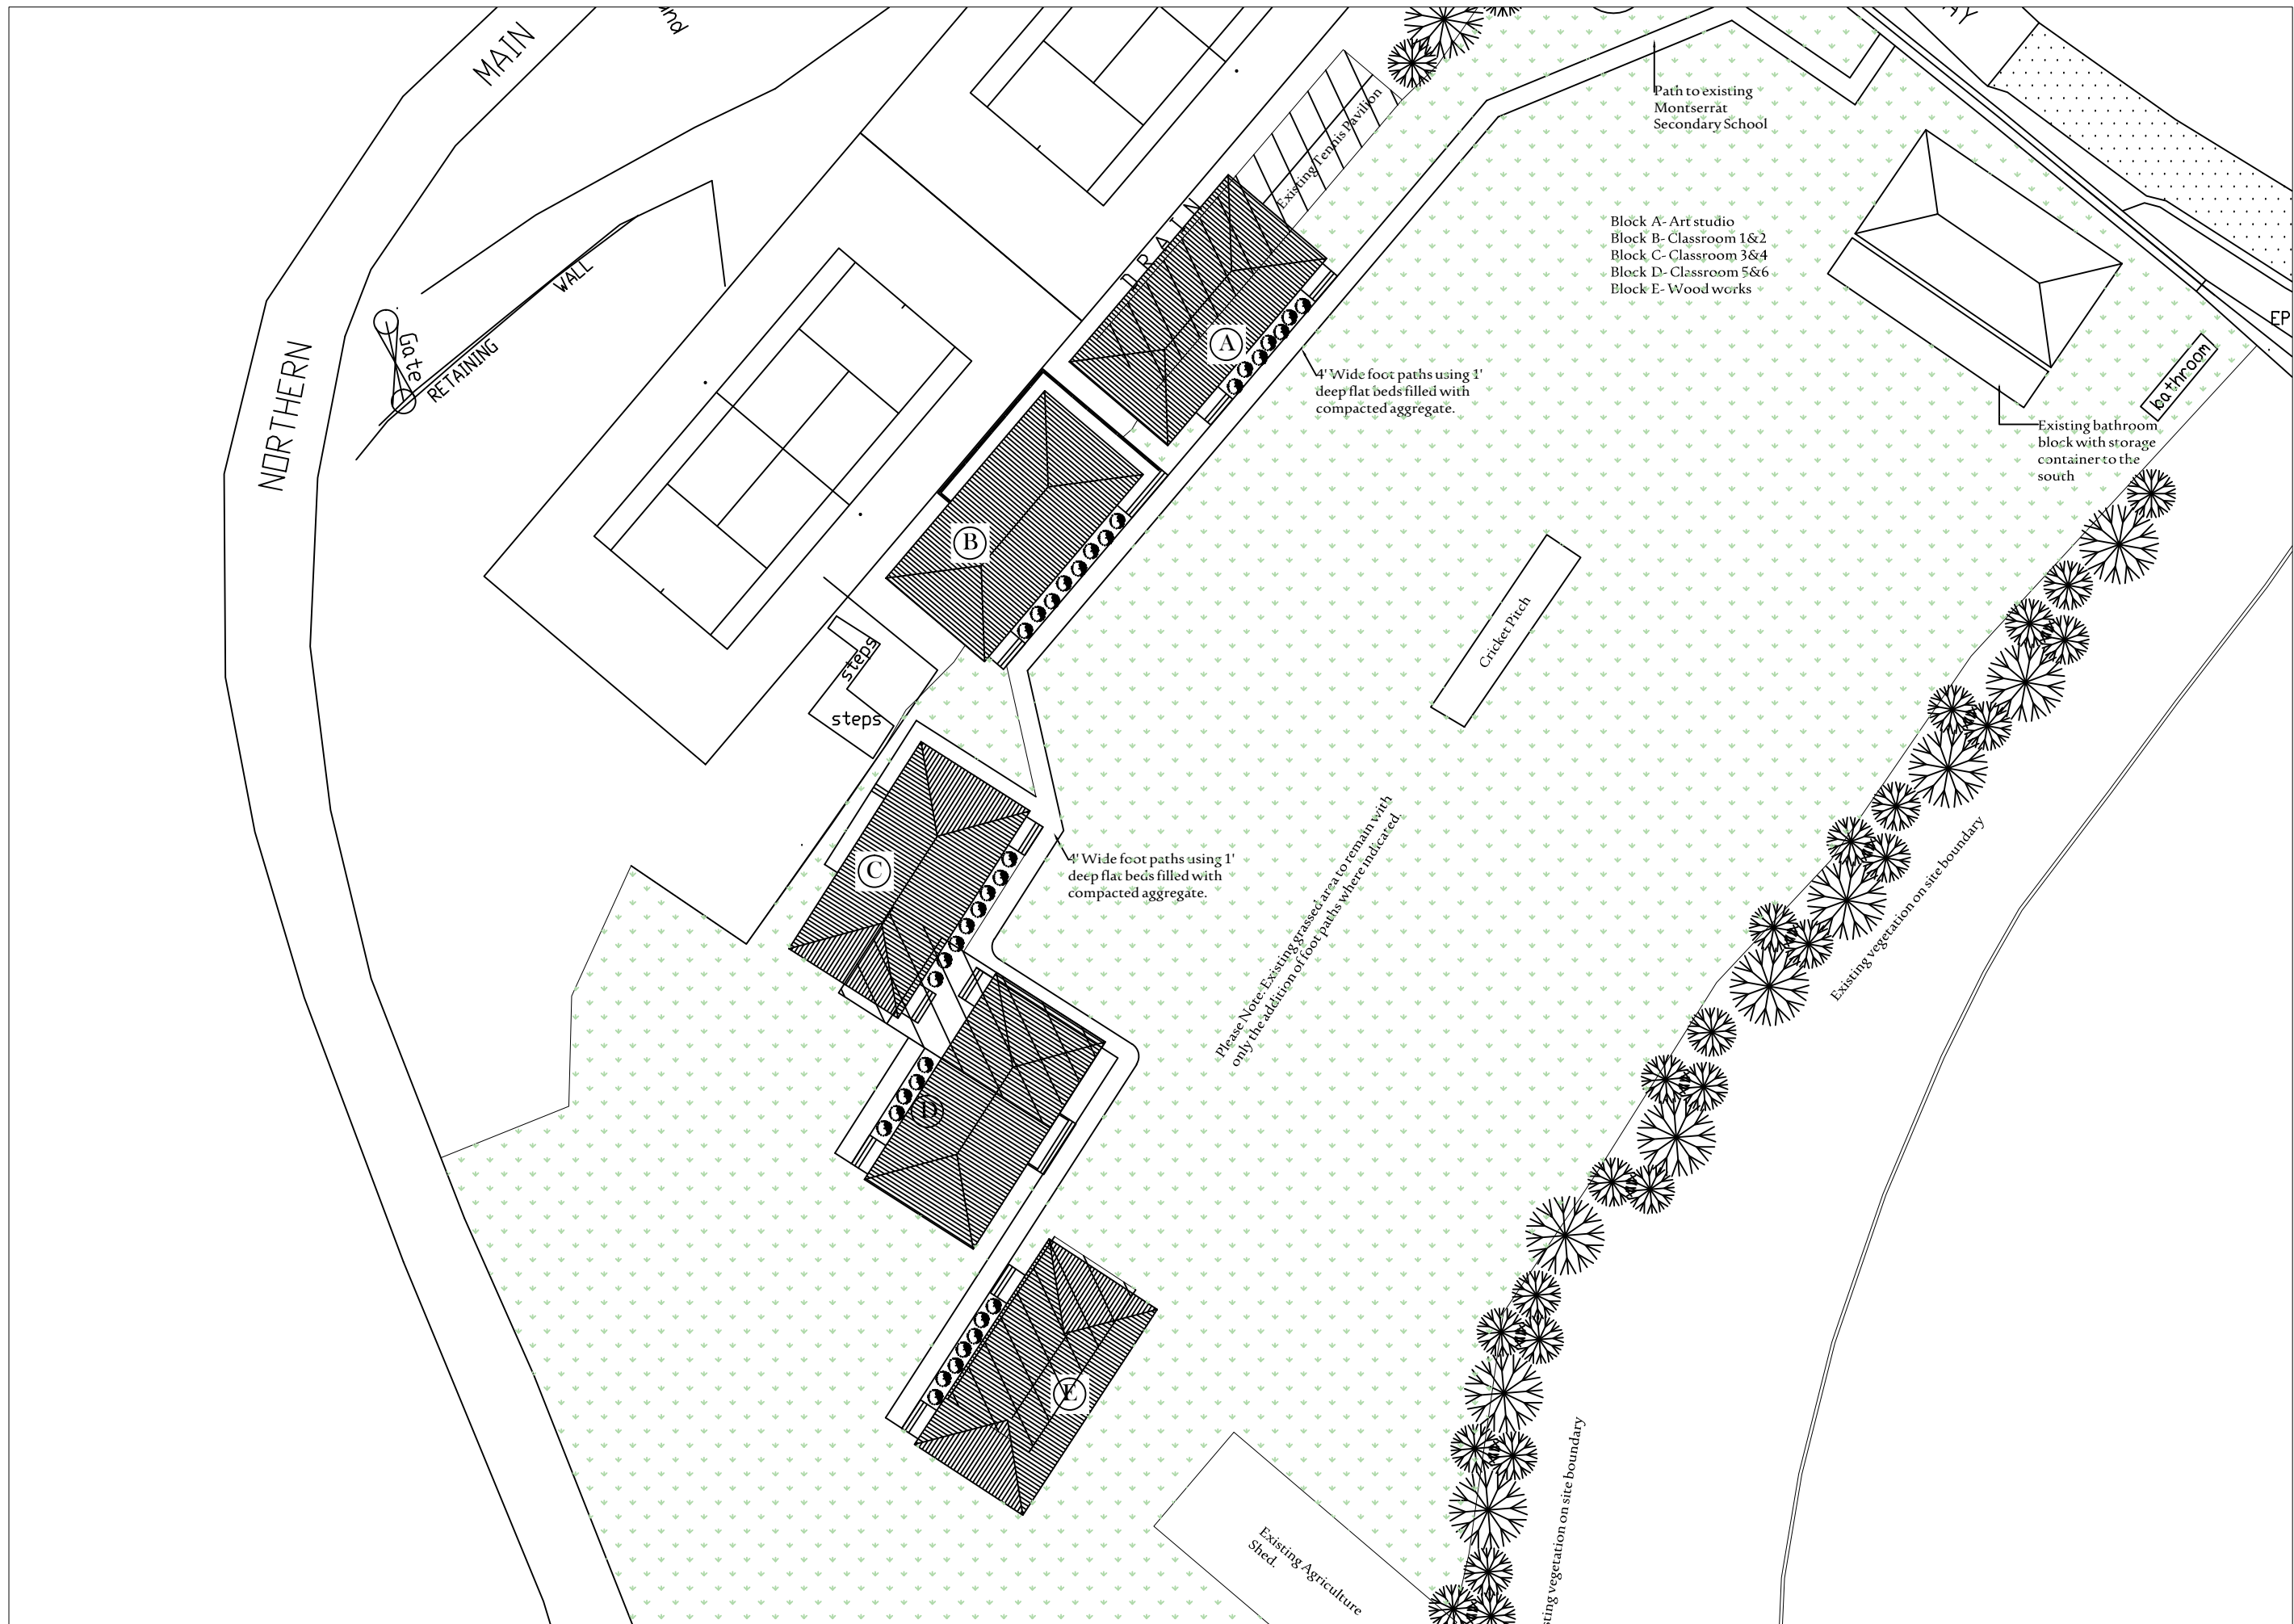 MAIN
NORTHERN
Gate
RETAINING
WALL
DRAIN
Existing Tennis Pavilion
Path to existing
Montserrat
Secondary School
Block A- Art studio
Block B- Classroom 1&2
Block C- Classroom 3&4
Block D- Classroom 5&6
Block E- Wood works
EP
bathroom
Existing bathroom
block with storage
container to the
south
A
4' Wide foot paths using 1'
deep flat beds filled with
compacted aggregate.
B
steps
steps
Cricket Pitch
C
4' Wide foot paths using 1'
deep flat beds filled with
compacted aggregate.
Please Note: Existing grassed area to remain with
only the addition of foot paths where indicated.
Existing vegetation on site boundary
D
E
Existing Agriculture
Shed.
vegetation on site boundary